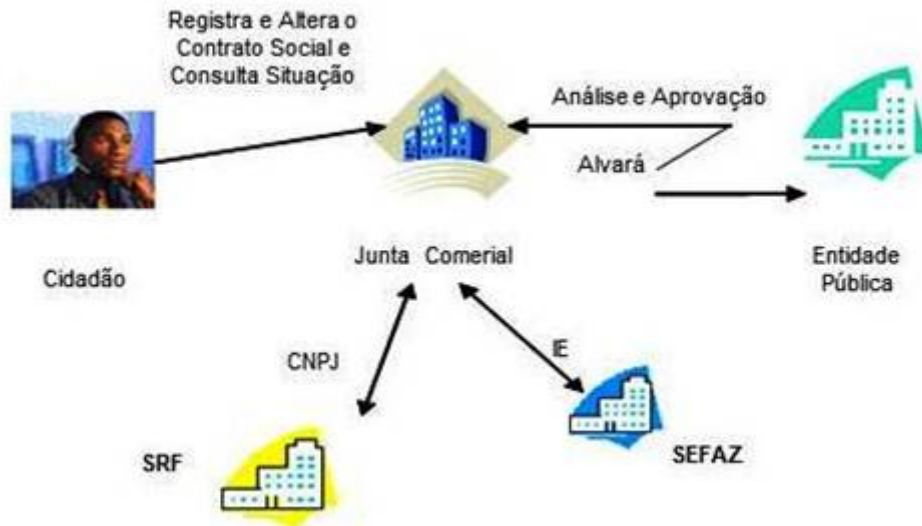 Registra e Altera o
Contrato Social e
Consulta Situação
Análise e Aprovação
Alvará
Cidadão
Junta Comerial
Entidade
Pública
CNPJ
IE
SRF
SEFAZ